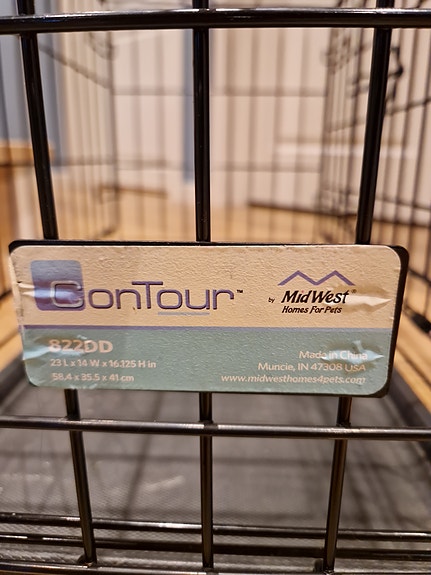 ConTour™
by MidWest®
Homes For Pets
822DD
23 L x 14 W x 16.125 H in
58.4 x 35.5 x 41 cm
Made in China
Muncie, IN 47308 USA
www.midwesthomes4pets.com